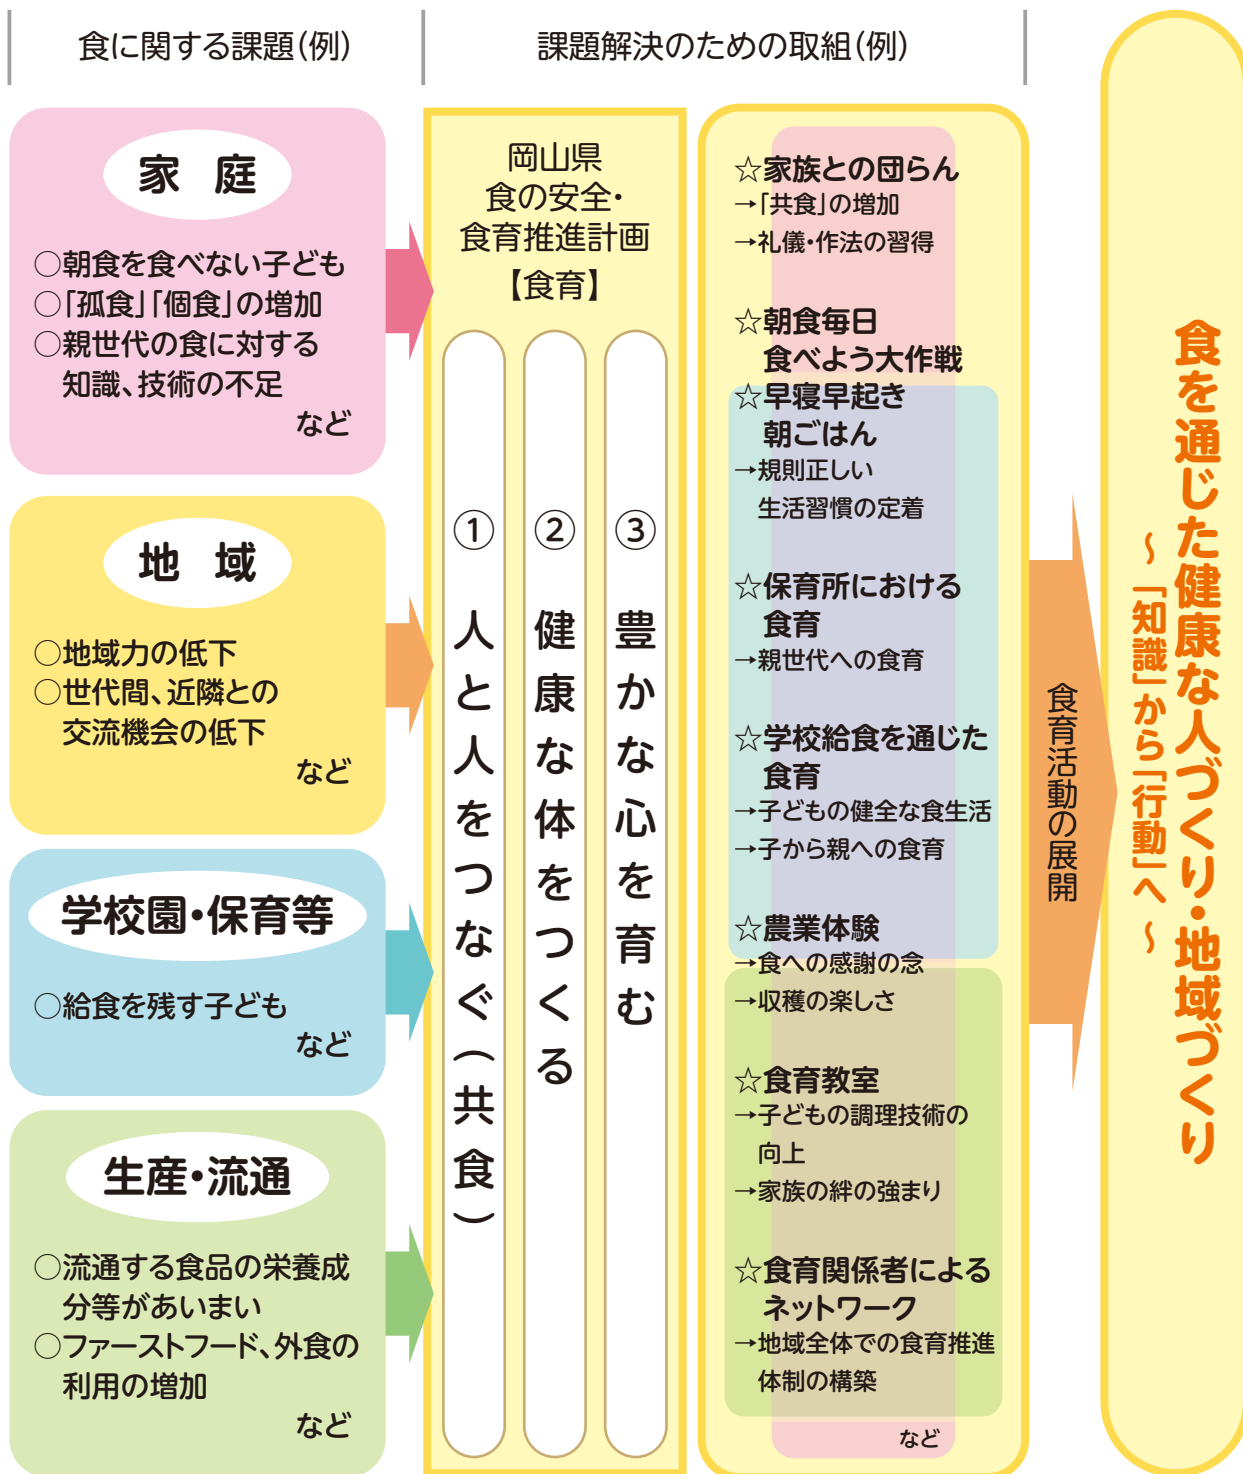 食に関する課題(例)
課題解決のための取組(例)
家 庭
○朝食を食べない子ども
○「孤食」「個食」の増加
○親世代の食に対する
知識、技術の不足
など
地 域
○地域力の低下
○世代間、近隣との
交流機会の低下
など
学校園・保育等
○給食を残す子ども
など
生産・流通
○流通する食品の栄養成
分等があいまい
○ファーストフード、外食の
利用の増加
など
岡山県
食の安全・
食育推進計画
【食育】
① 人と人をつなぐ(共食)
② 健康な体をつくる
③ 豊かな心を育む
☆家族との団らん
→「共食」の増加
→礼儀・作法の習得
☆朝食毎日
食べよう大作戦
☆早寝早起き
朝ごはん
→規則正しい
生活習慣の定着
☆保育所における
食育
→親世代への食育
☆学校給食を通じた
食育
→子どもの健全な食生活
→子から親への食育
☆農業体験
→食への感謝の念
→収穫の楽しさ
☆食育教室
→子どもの調理技術の
向上
→家族の絆の強まり
☆食育関係者による
ネットワーク
→地域全体での食育推進
体制の構築
など
食育活動の展開
食を通じた健康な人づくり・地域づくり
~「知識」から「行動」へ~